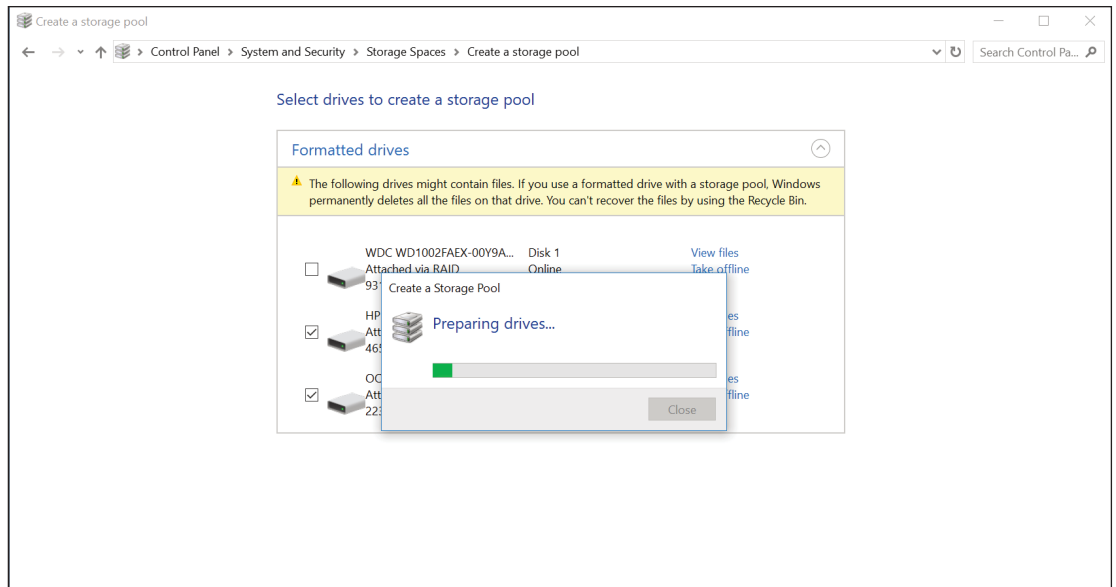 Create a storage pool
Control Panel > System and Security > Storage Spaces > Create a storage pool
Search Control Pa...
Select drives to create a storage pool
Formatted drives
The following drives might contain files. If you use a formatted drive with a storage pool, Windows
permanently deletes all the files on that drive. You can't recover the files by using the Recycle Bin.
WDC WD1002FAEX-00Y9A... Disk 1 View files
Attached via RAID Online Take offline
93
Create a Storage Pool
HP
Preparing drives...
Att
465
OC
Att
Close